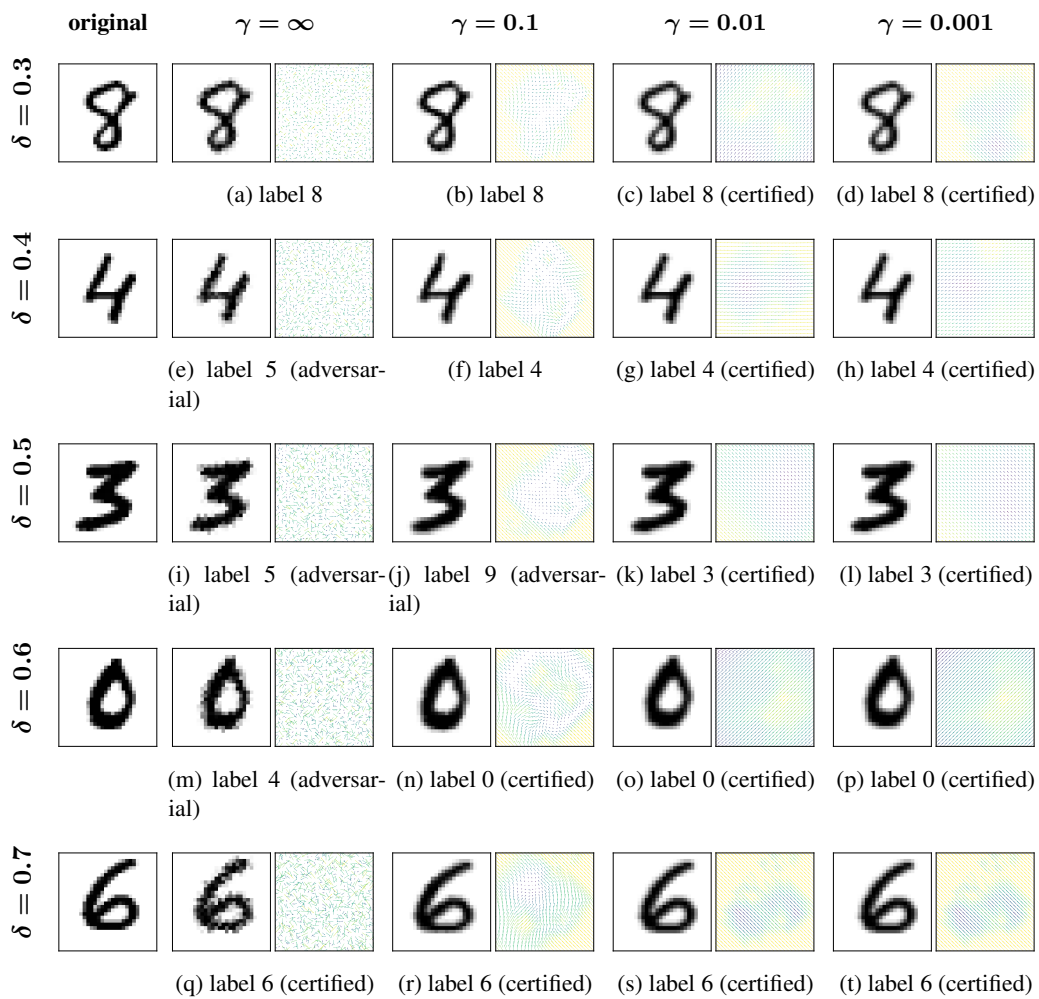 original γ = ∞ γ = 0.1 γ = 0.01 γ = 0.001
δ = 0.3
(a) label 8 (b) label 8 (c) label 8 (certified) (d) label 8 (certified)
δ = 0.4
(e) label 5 (adversar- (f) label 4 (g) label 4 (certified) (h) label 4 (certified)
ial)
δ = 0.5
(i) label 5 (adversar- (j) label 9 (adversar- (k) label 3 (certified) (l) label 3 (certified)
ial) ial)
δ = 0.6
(m) label 4 (adversar- (n) label 0 (certified) (o) label 0 (certified) (p) label 0 (certified)
ial)
δ = 0.7
(q) label 6 (certified) (r) label 6 (certified) (s) label 6 (certified) (t) label 6 (certified)